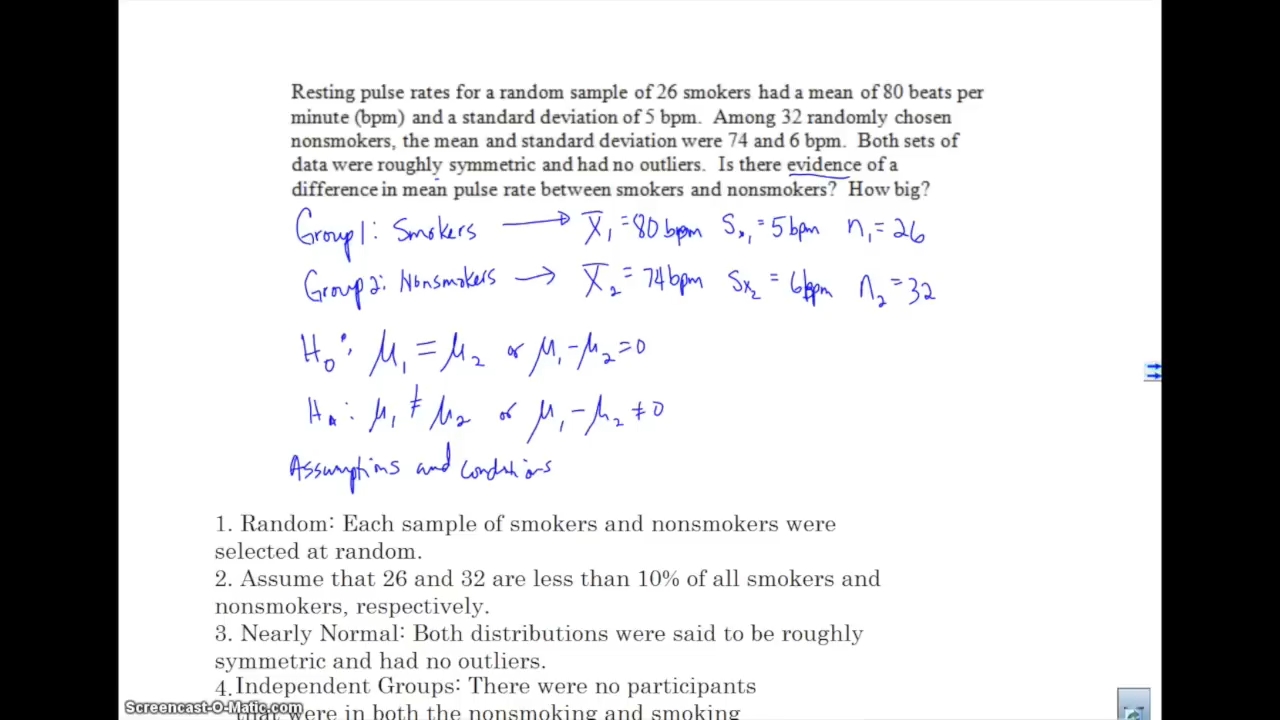 Resting pulse rates for a random sample of 26 smokers had a mean of 80 beats per
minute (bpm) and a standard deviation of 5 bpm. Among 32 randomly chosen
nonsmokers, the mean and standard deviation were 74 and 6 bpm. Both sets of
data were roughly symmetric and had no outliers. Is there evidence of a
difference in mean pulse rate between smokers and nonsmokers? How big?
Group 1: Smokers → x̅₁ = 80 bpm Sx₁ = 5 bpm n₁ = 26
Group 2: Nonsmokers → x̅₂ = 74 bpm Sx₂ = 6 bpm n₂ = 32
H₀: μ₁ = μ₂ or μ₁ - μ₂ = 0
Hₐ: μ₁ ≠ μ₂ or μ₁ - μ₂ ≠ 0
Assumptions and conditions
1. Random: Each sample of smokers and nonsmokers were
selected at random.
2. Assume that 26 and 32 are less than 10% of all smokers and
nonsmokers, respectively.
3. Nearly Normal: Both distributions were said to be roughly
symmetric and had no outliers.
4. Independent Groups: There were no participants
that were in both the nonsmoking and smoking
Screencast-O-Matic.com